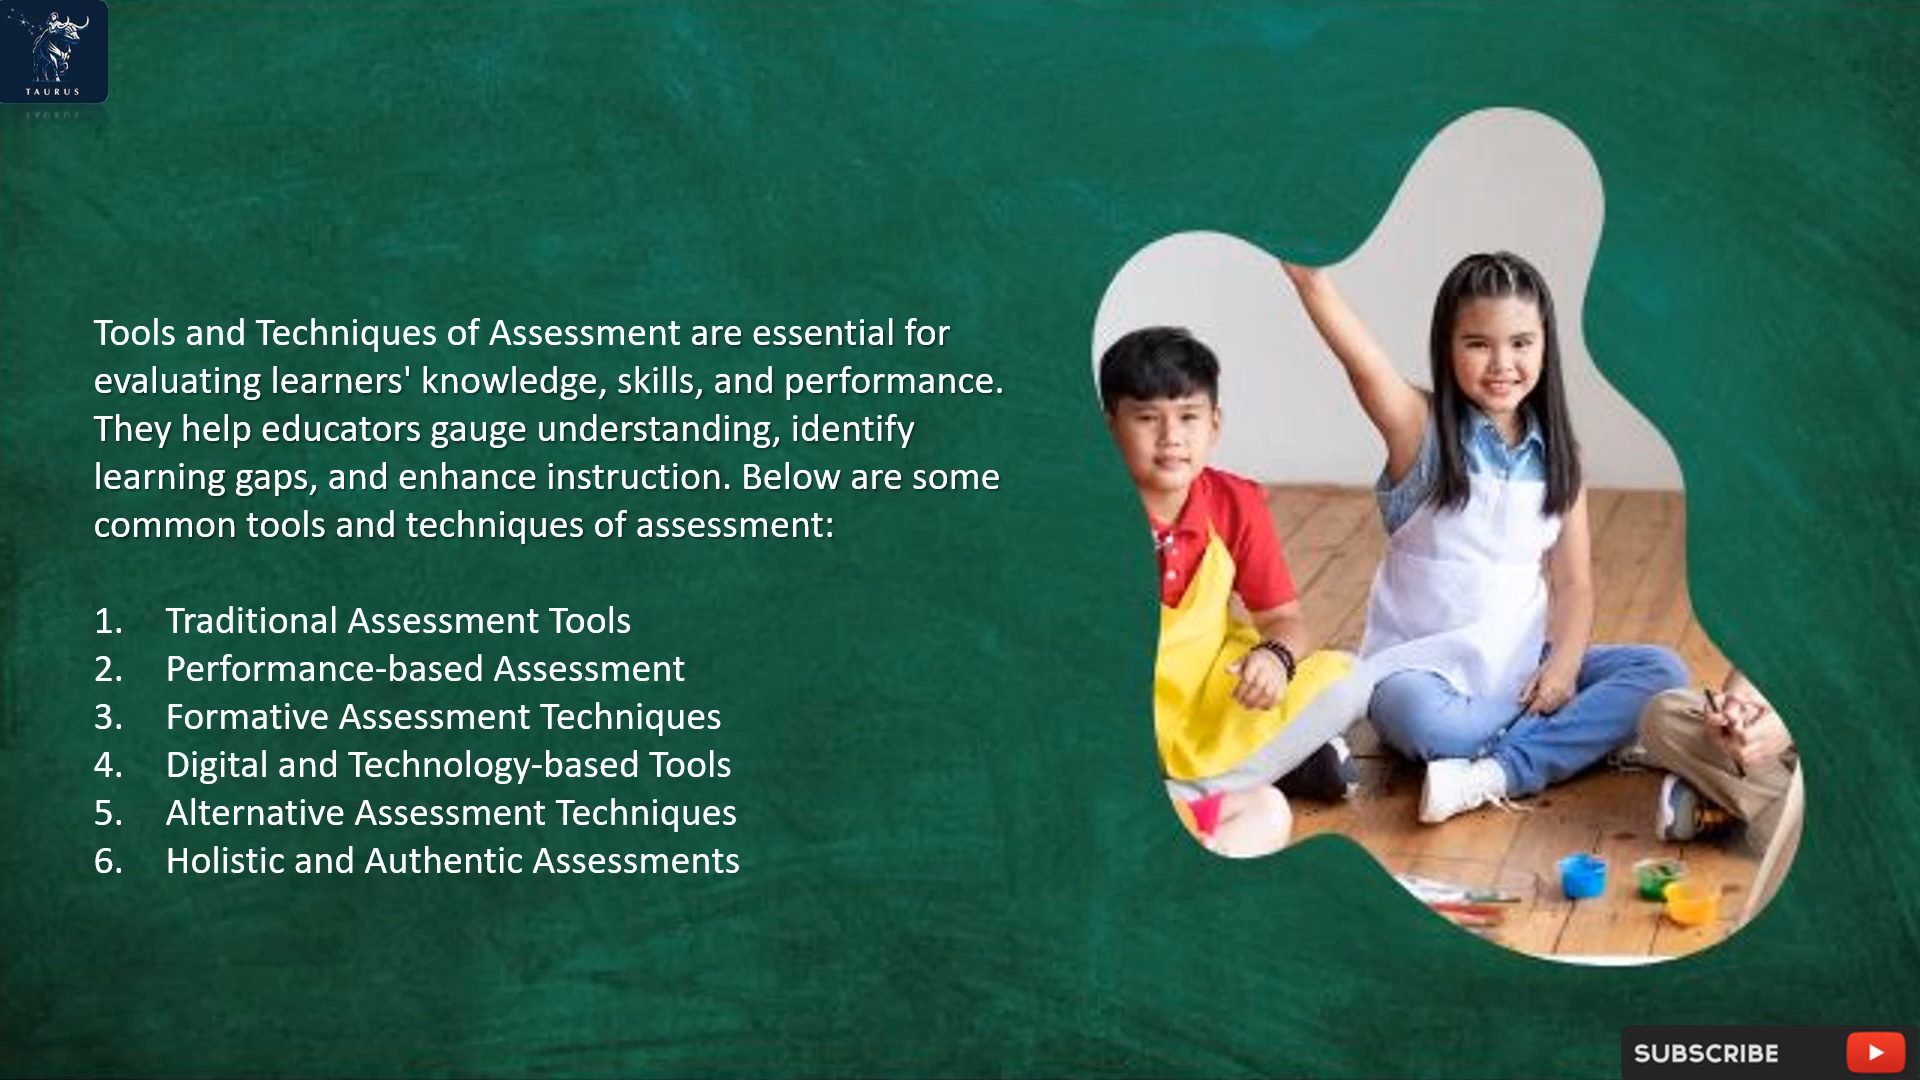 TAURUS
Tools and Techniques of Assessment are essential for
evaluating learners' knowledge, skills, and performance.
They help educators gauge understanding, identify
learning gaps, and enhance instruction. Below are some
common tools and techniques of assessment:
1. Traditional Assessment Tools
2. Performance-based Assessment
3. Formative Assessment Techniques
4. Digital and Technology-based Tools
5. Alternative Assessment Techniques
6. Holistic and Authentic Assessments
SUBSCRIBE